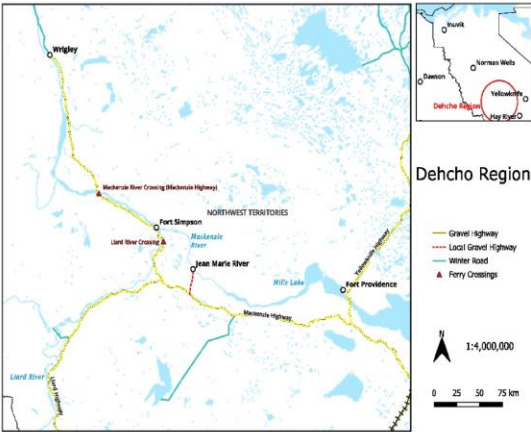 Wrigley
Mackenzie River Crossing (Mackenzie Highway)
Fort Simpson
NORTHWEST TERRITORIES
Liard River Crossing
Mackenzie
River
Jean Marie River
Yellowknife Highway
Mills Lake
Fort Providence
Mackenzie Highway
Liard River
Liard Highway
Inuvik
Norman Wells
Dawson
Yellowknife
Dehcho Region
Hay River
Dehcho Region
Gravel Highway
Local Gravel Highway
Winter Road
Ferry Crossings
N
1:4,000,000
0 25 50 75 km